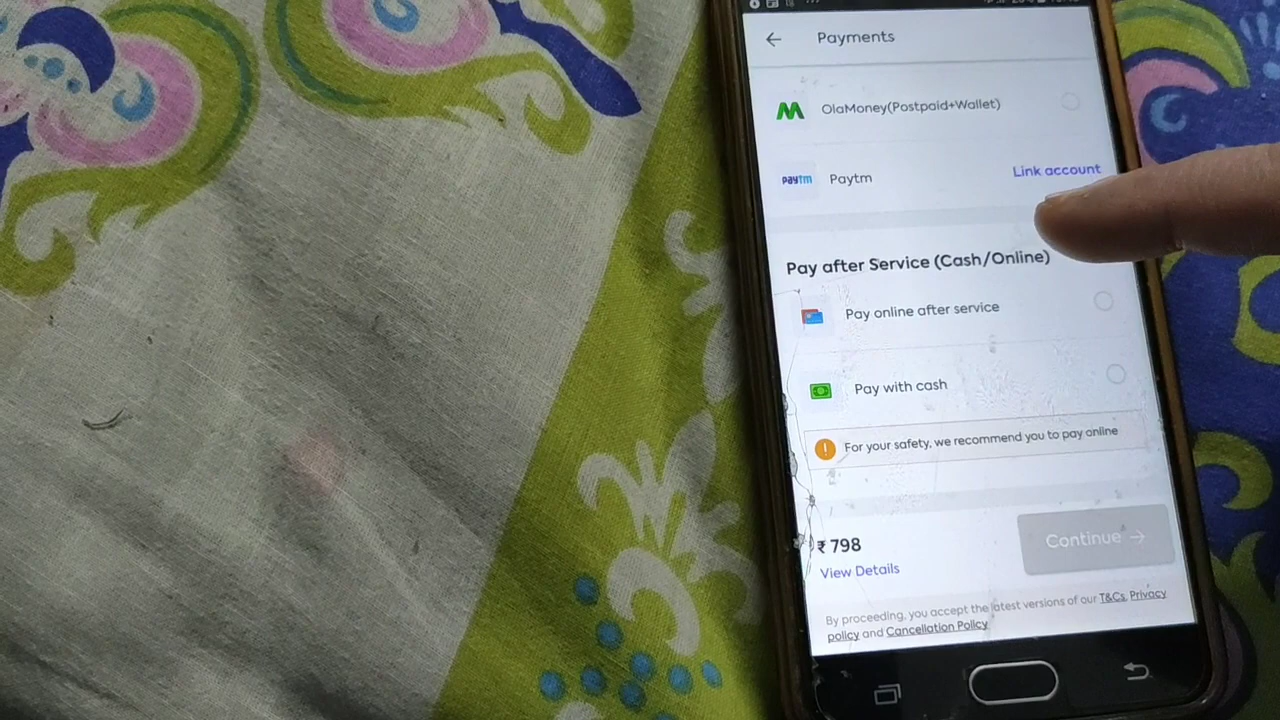 Payments
OlaMoney(Postpaid+Wallet)
paytm Paytm Link account
Pay after Service (Cash/Online)
Pay online after service
Pay with cash
! For your safety, we recommend you to pay online
₹ 798
Continue →
View Details
By proceeding, you accept the latest versions of our T&Cs, Privacy
policy and Cancellation Policy